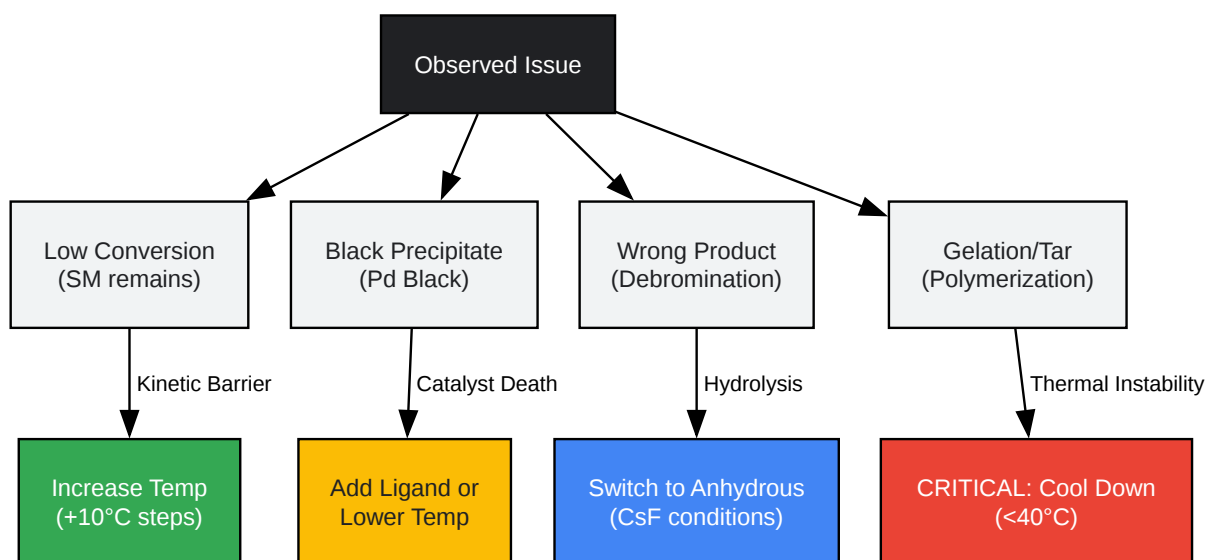 Observed Issue
Low Conversion
(SM remains)
Black Precipitate
(Pd Black)
Wrong Product
(Debromination)
Gelation/Tar
(Polymerization)
Kinetic Barrier
Catalyst Death
Hydrolysis
Thermal Instability
Increase Temp
(+10°C steps)
Add Ligand or
Lower Temp
Switch to Anhydrous
(CsF conditions)
CRITICAL: Cool Down
(<40°C)